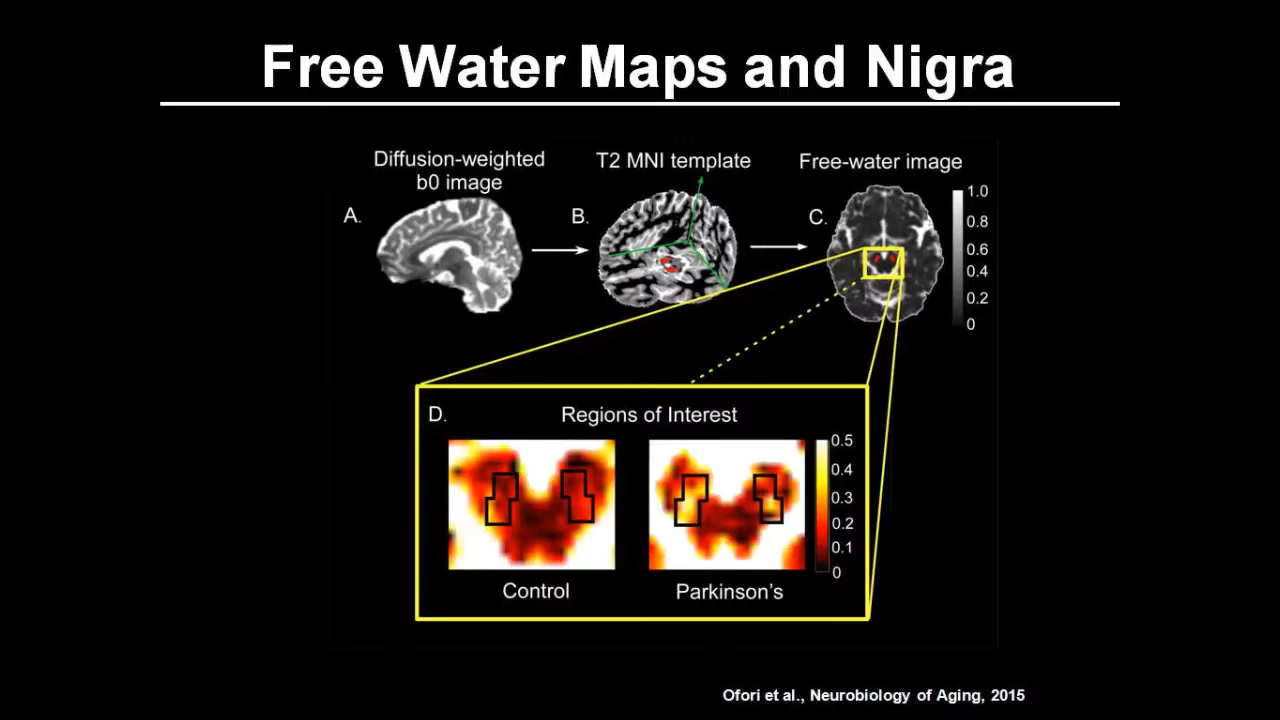 Free Water Maps and Nigra
Diffusion-weighted
b0 image
T2 MNI template
Free-water image
A.
B.
C.
1.0
0.8
0.6
0.4
0.2
0
D.
Regions of Interest
0.5
0.4
0.3
0.2
0.1
0
Control
Parkinson's
Ofori et al., Neurobiology of Aging, 2015